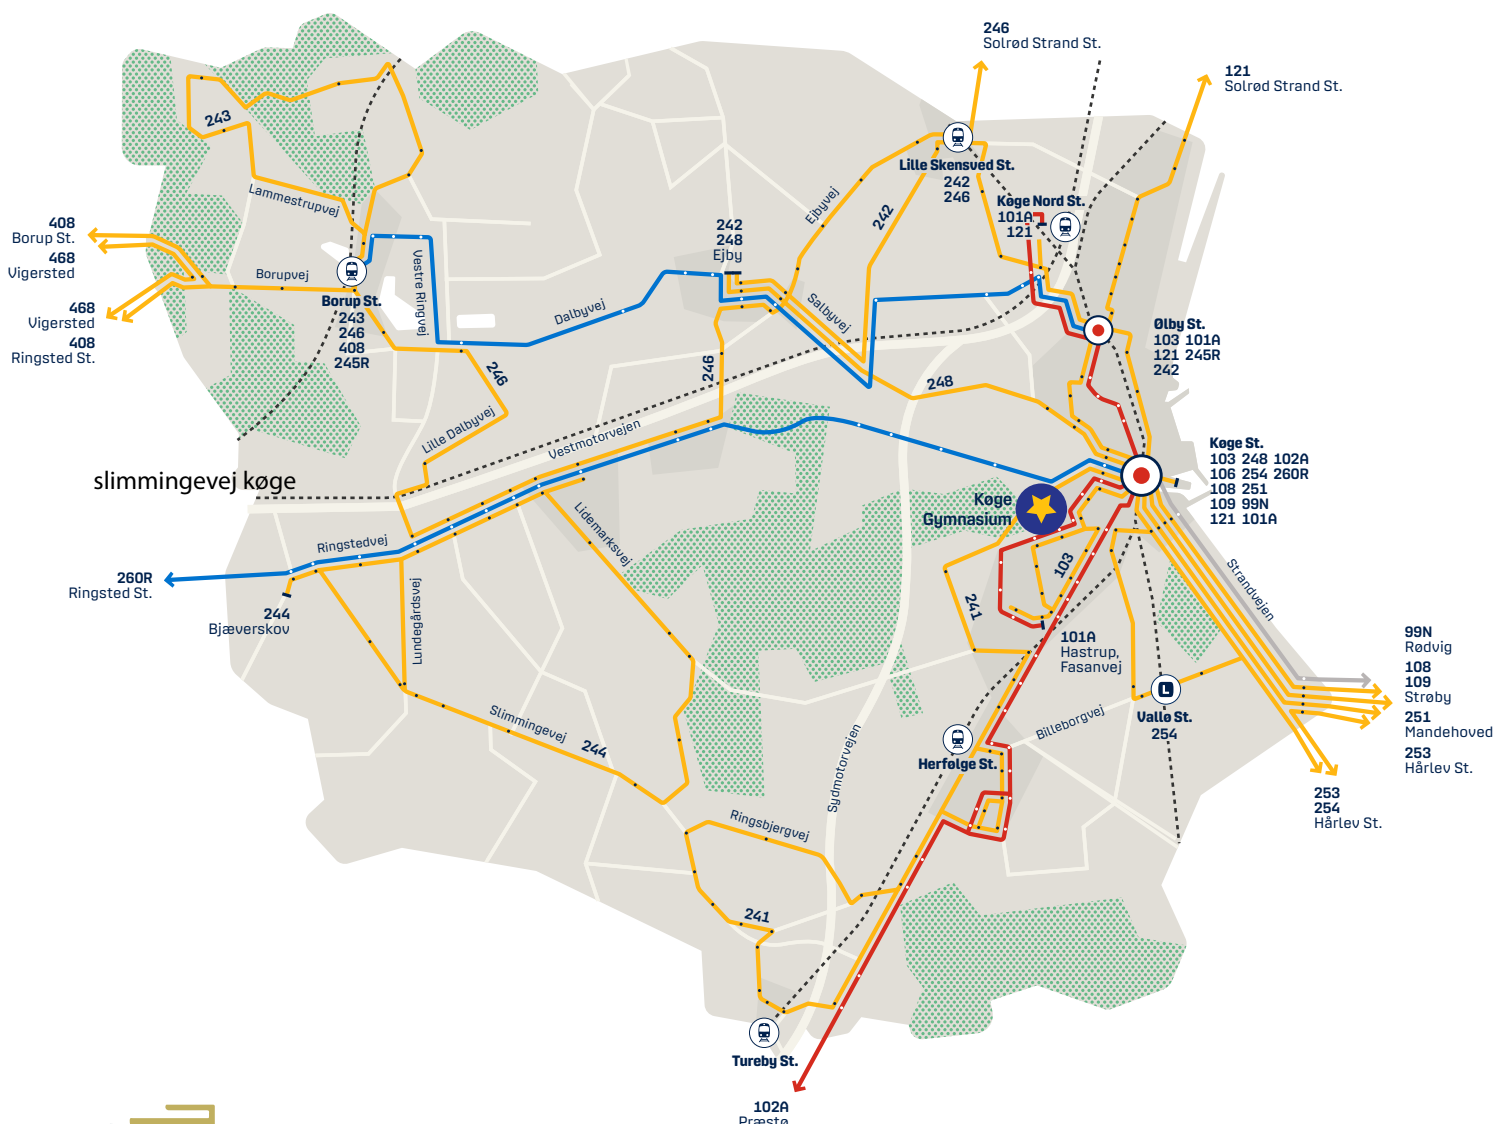 246
Solrød Strand St.
121
Solrød Strand St.
243
Lammestrupvej
408
Borup St.
468
Vigersted
468
Vigersted
408
Ringsted St.
Borupvej
Borup St.
243
246
408
245R
Vestre Ringvej
Dalbyvej
242
248
Ejby
Ejbyvej
242
Salbyvej
Lille Skensved St.
242
246
Køge Nord St.
101A
121
Ølby St.
103 101A
121 245R
242
246
246
248
Lille Dalbyvej
Vestmotorvejen
slimmingevej køge
Køge St.
103 248 102A
106 254 260R
108 251
109 99N
121 101A
Køge
Gymnasium
Ringstedvej
Lidemarksvej
260R
Ringsted St.
244
Bjæverskov
Lundegårdsvej
103
241
Strandvejen
101A
Hastrup,
Fasanvej
99N
Rødvig
108
109
Strøby
251
Mandehoved
253
Hårlev St.
253
254
Hårlev St.
Vallø St.
254
Billeborgvej
Slimmingevej
244
Sydmotorvejen
Herfølge St.
Ringsbjergvej
241
Tureby St.
102A
Præstø